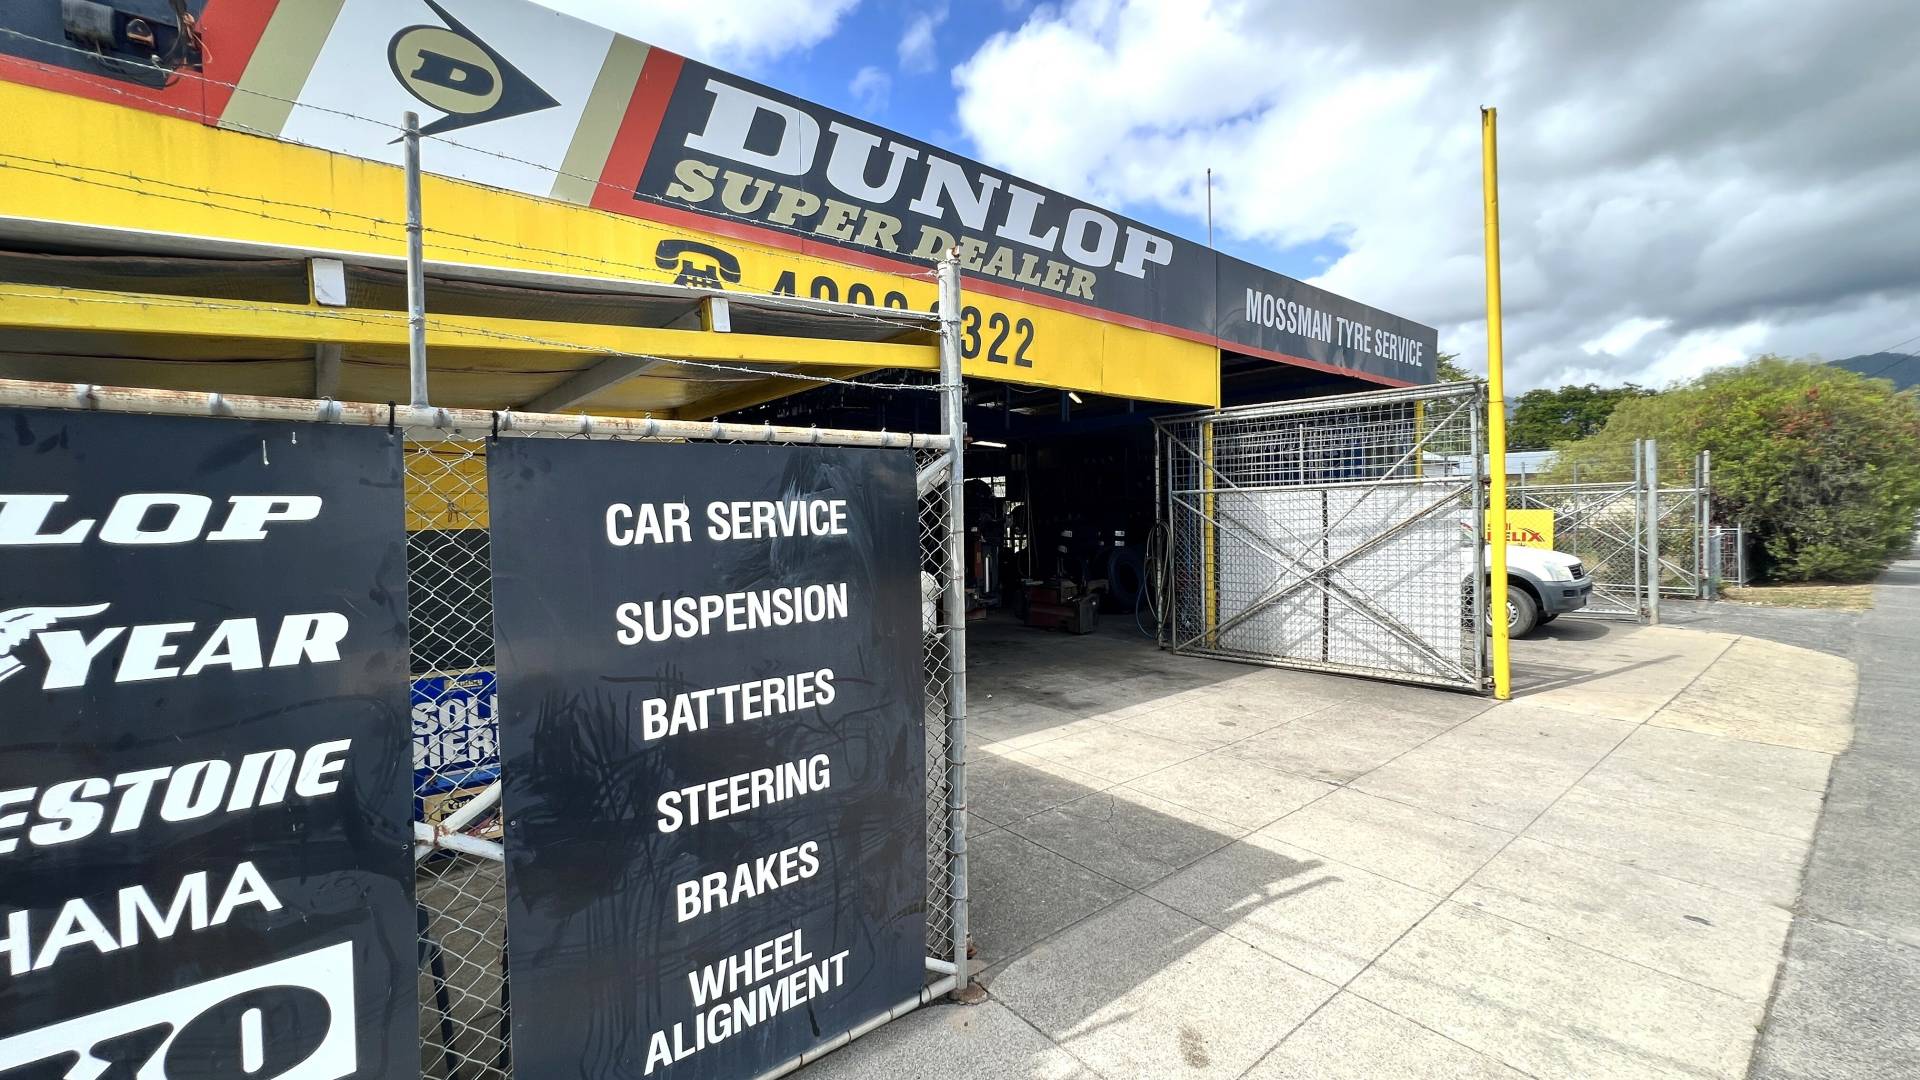 D
DUNLOP
SUPER DEALER
322
MOSSMAN TYRE SERVICE
LOP
YEAR
ESTONE
HAMA
CAR SERVICE
SUSPENSION
BATTERIES
STEERING
BRAKES
WHEEL
ALIGNMENT
HELIX